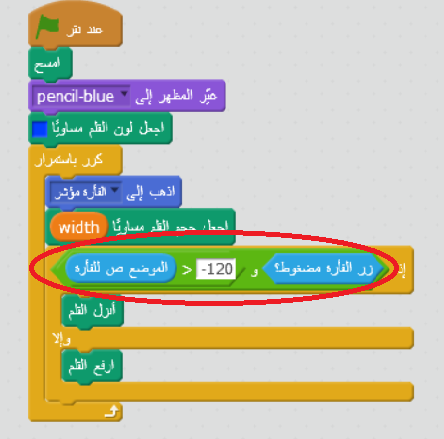 عند نقر
امسح
غيّر المظهر إلى pencil-blue
اجعل لون القلم مساويًا
كرر باستمرار
اذهب إلى الفأرة مؤشر
اجعل حجم القلم مساويًا width
زر الفأرة مضغوط؟ و -120 < الموضع ص للفأرة
أنزل القلم
وإلا
ارفع القلم